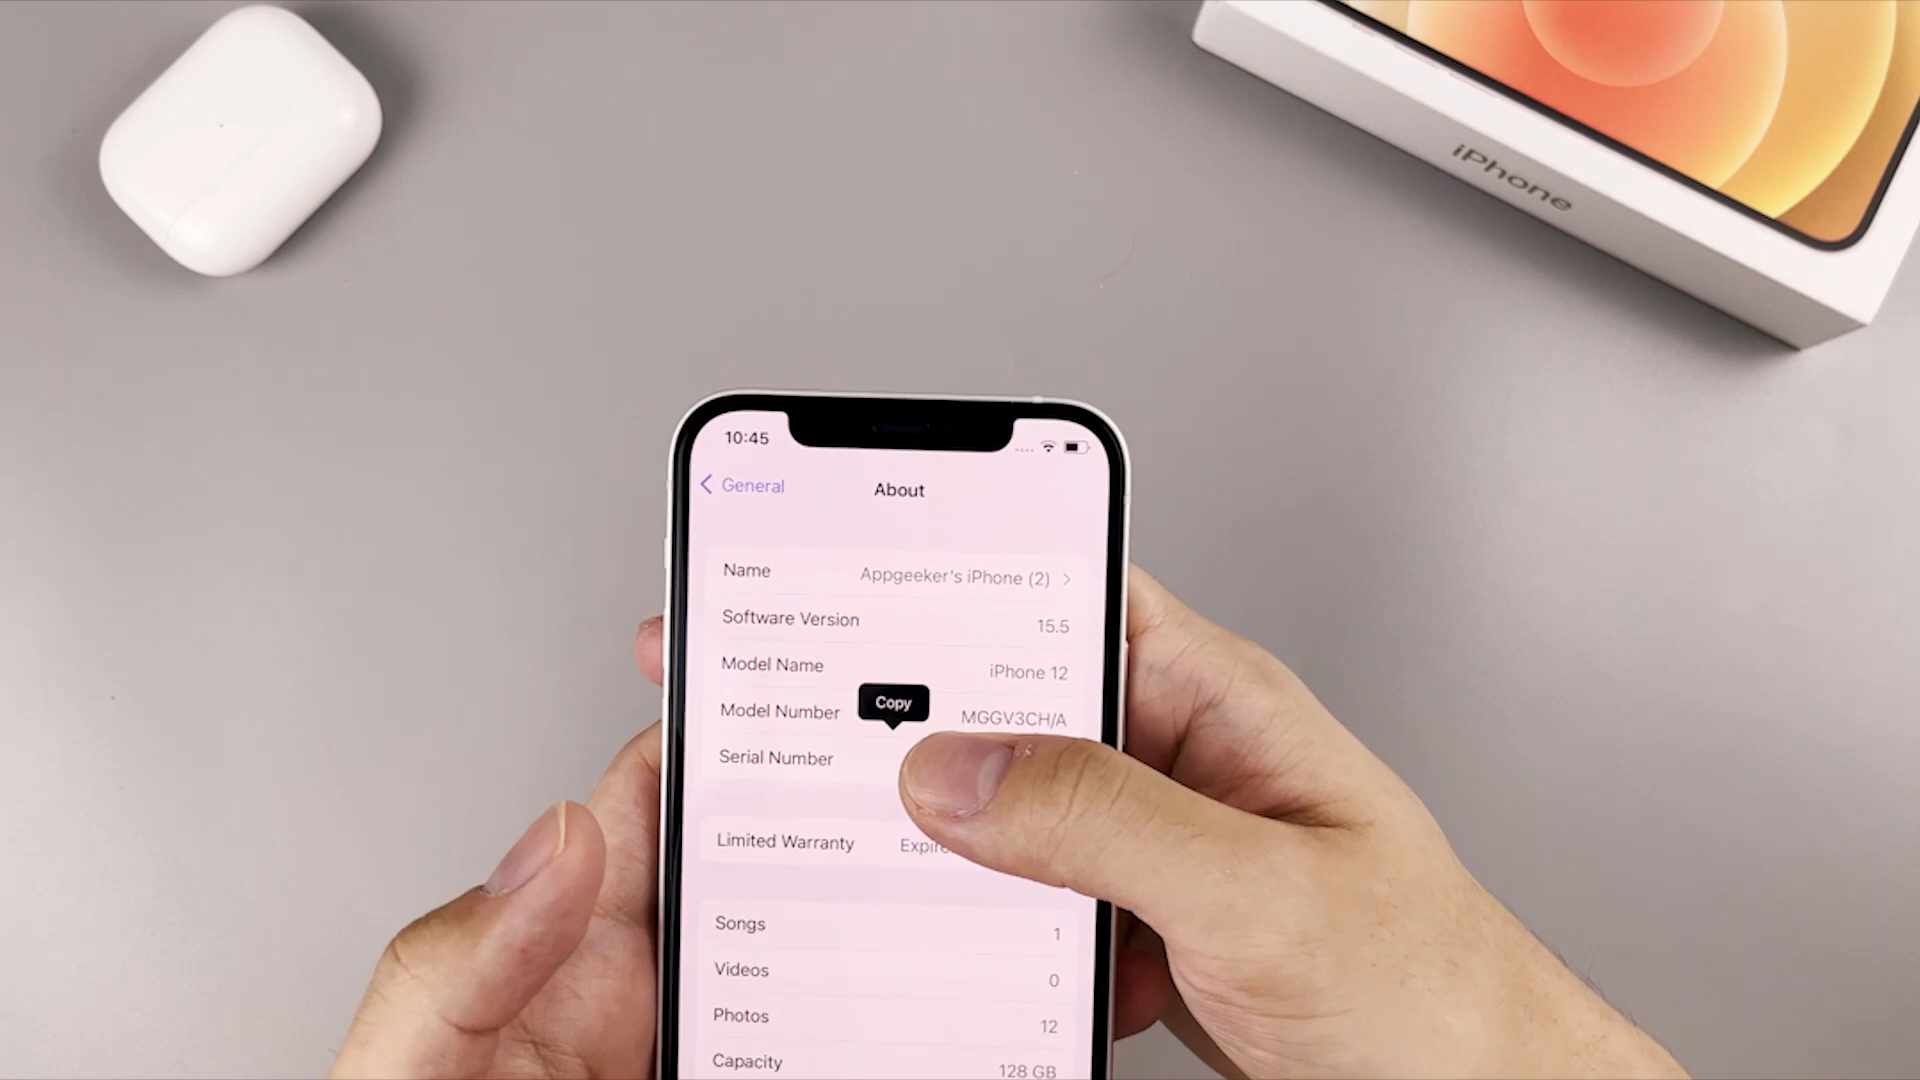 iPhone
10:45
General
About
Name Appgeeker's iPhone (2)
Software Version 15.5
Model Name iPhone 12
Copy
Model Number MGGV3CH/A
Serial Number
Limited Warranty
Songs 1
Videos 0
Photos 12
Capacity 128 GB